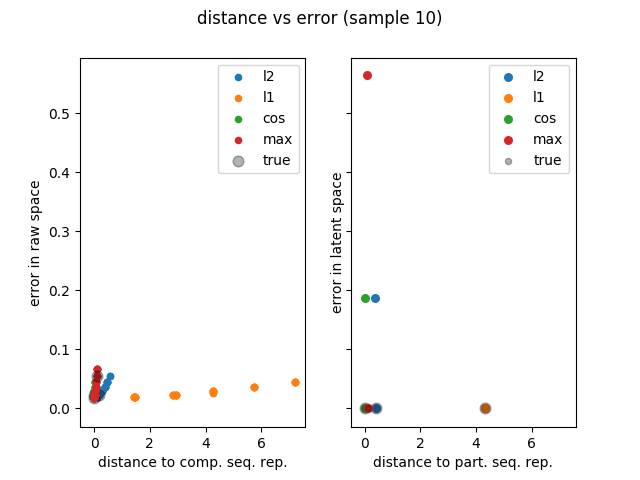 distance vs error (sample 10)
error in raw space
0.5
0.4
0.3
0.2
0.1
0.0
0 2 4 6
distance to comp. seq. rep.
l2
l1
cos
max
true
error in latent space
0 2 4 6
distance to part. seq. rep.
l2
l1
cos
max
true